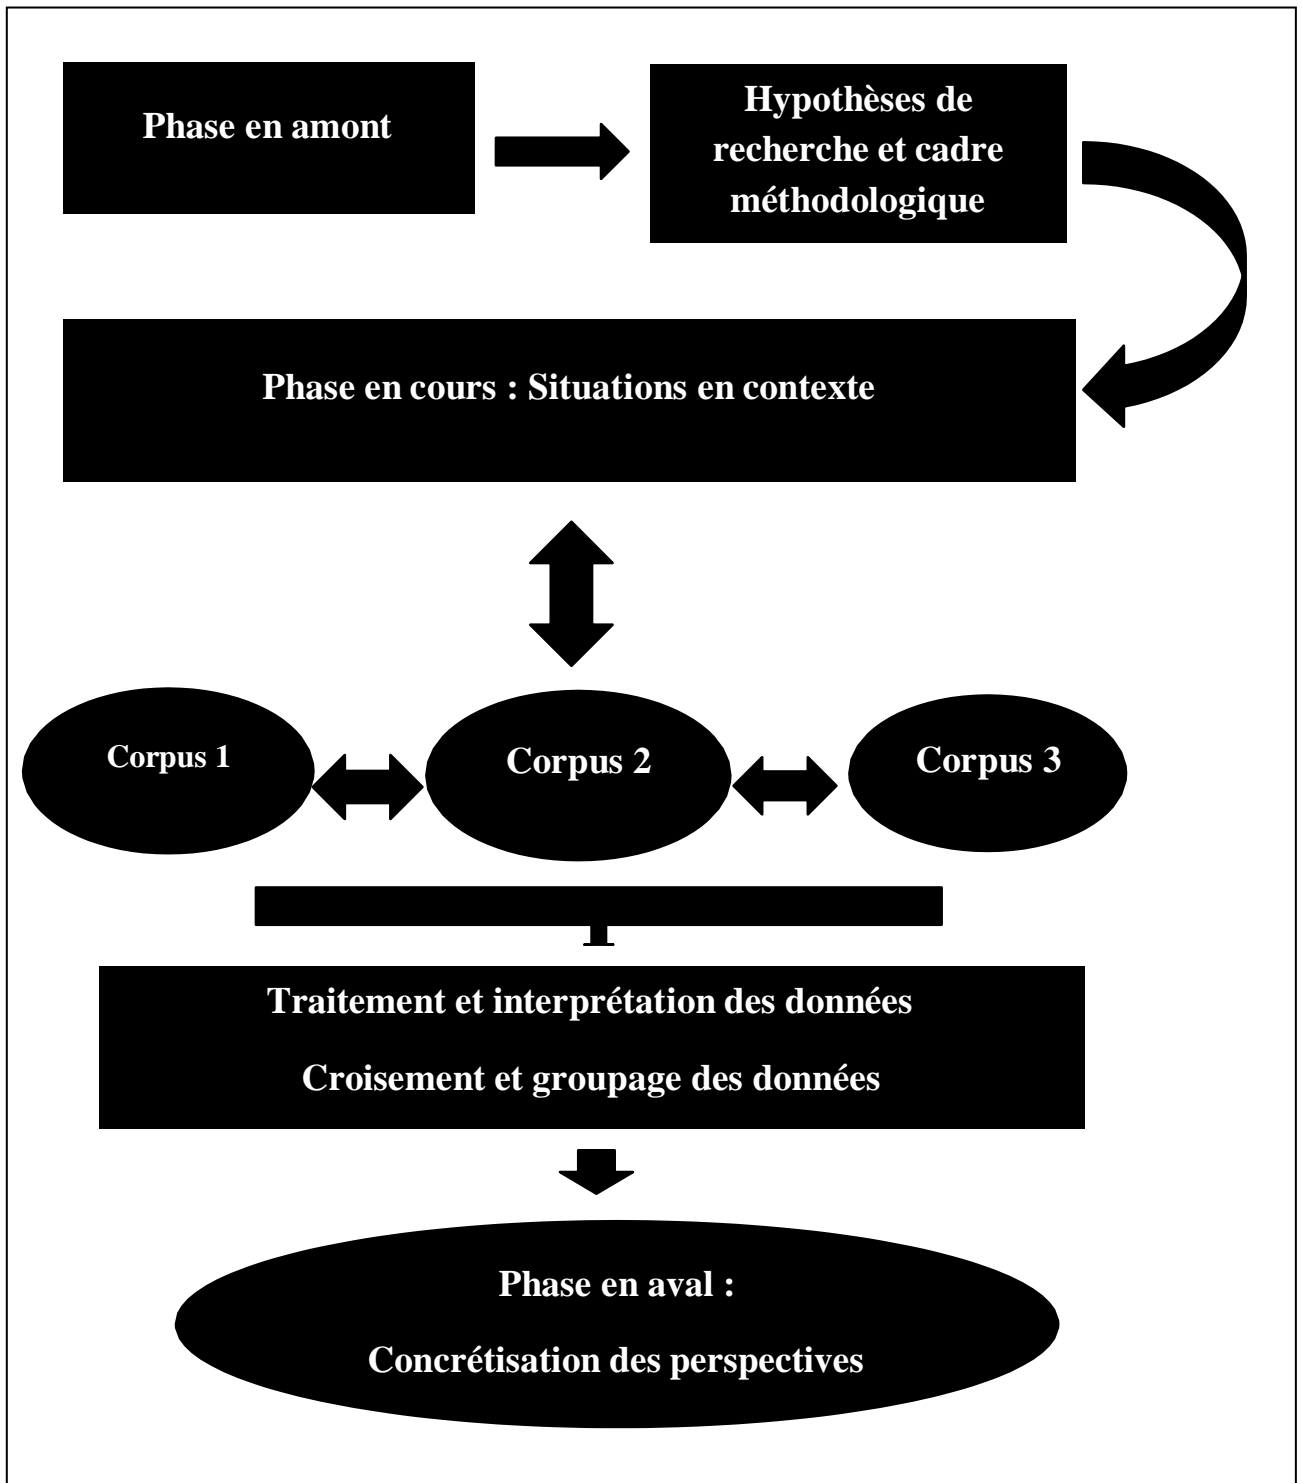 Phase en amont
Hypothèses de
recherche et cadre
méthodologique
Phase en cours : Situations en contexte
Corpus 1
Corpus 2
Corpus 3
Traitement et interprétation des données
Croisement et groupage des données
Phase en aval :
Concrétisation des perspectives